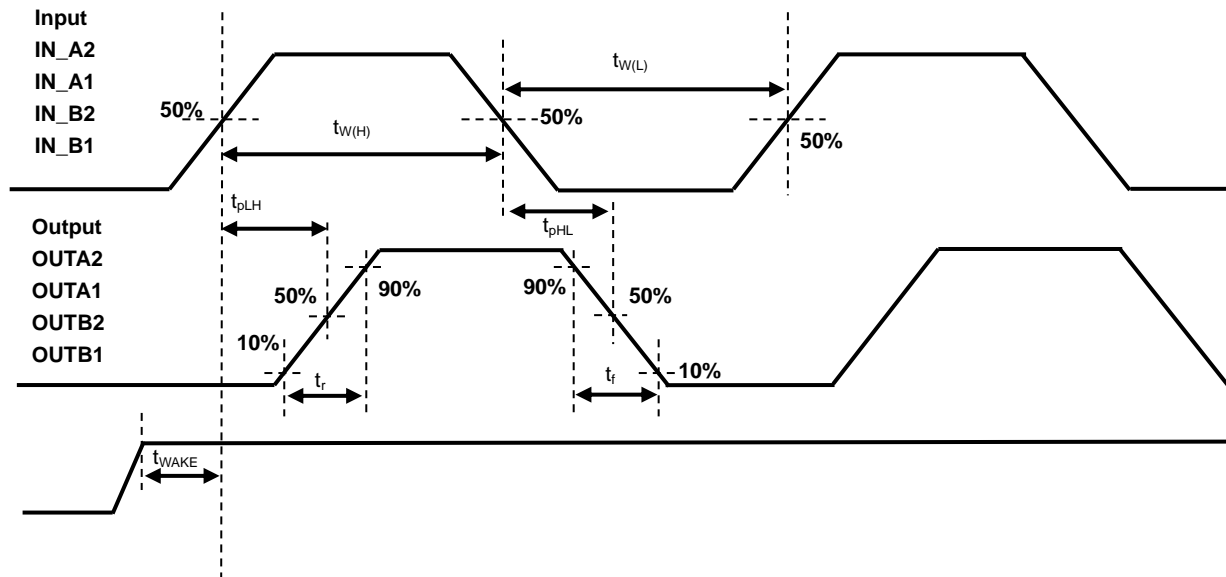 Input
IN_A2
IN_A1
IN_B2
IN_B1
50%
tW(H)
50%
tW(L)
50%
tpLH
tpHL
Output
OUTA2
OUTA1
OUTB2
OUTB1
10%
50%
90%
tr
90%
50%
10%
tf
tWAKE